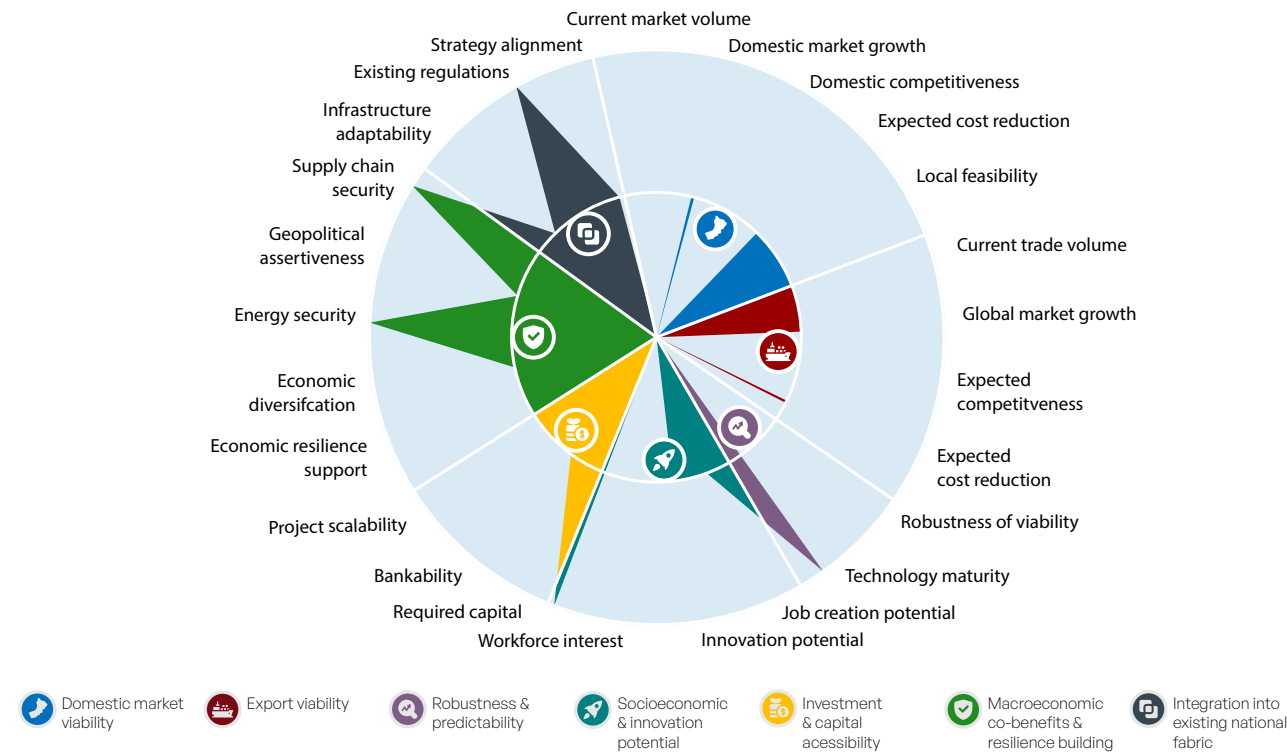 Current market volume
Strategy alignment
Domestic market growth
Existing regulations
Domestic competitiveness
Infrastructure
adaptability
Expected cost reduction
Supply chain
security
Local feasibility
Geopolitical
assertiveness
Current trade volume
Energy security
Global market growth
Economic
diversifcation
Expected
competitveness
Economic resilience
support
Expected
cost reduction
Project scalability
Robustness of viability
Bankability
Technology maturity
Required capital
Job creation potential
Workforce interest
Innovation potential
Domestic market
viability
Export viability
Robustness &
predictability
Socioeconomic
& innovation
potential
Investment
& capital
acessibility
Macroeconomic
co-benefits &
resilience building
Integration into
existing national
fabric